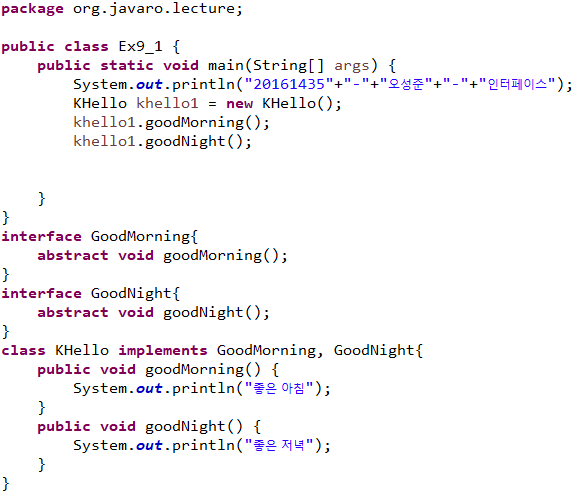 package org.javaro.lecture;
public class Ex9_1 {
public static void main(String[] args) {
System.out.println("20161435"+"-"+"오성준"+"-"+"인터페이스");
KHello khello1 = new KHello();
khello1.goodMorning();
khello1.goodNight();
}
}
interface GoodMorning{
abstract void goodMorning();
}
interface GoodNight{
abstract void goodNight();
}
class KHello implements GoodMorning, GoodNight{
public void goodMorning() {
System.out.println("좋은 아침");
}
public void goodNight() {
System.out.println("좋은 저녁");
}
}